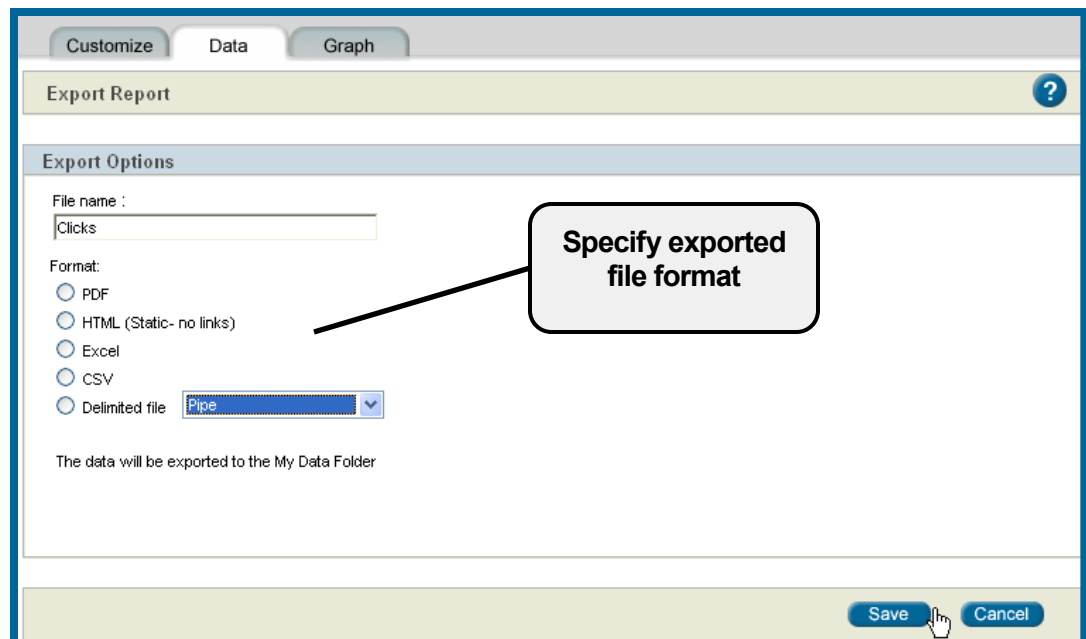 Customize Data Graph
Export Report ?
Export Options
File name :
Clicks
Format:
PDF
HTML (Static- no links)
Excel
CSV
Delimited file Pipe
Specify exported
file format
The data will be exported to the My Data Folder
Save Cancel